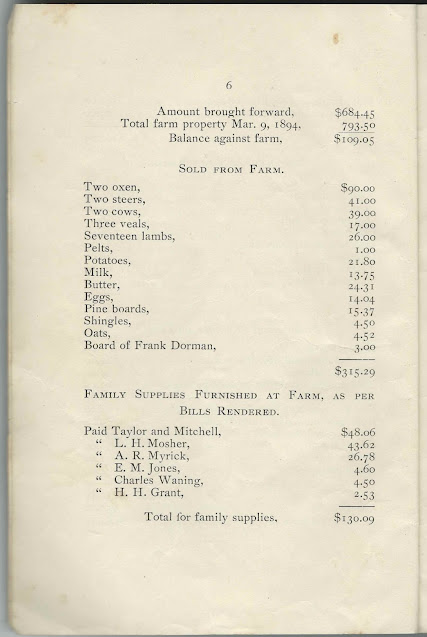 6
Amount brought forward, $684.45
Total farm property Mar. 9, 1894, 793.50
Balance against farm, $109.05
SOLD FROM FARM.
Two oxen, $90.00
Two steers, 41.00
Two cows, 39.00
Three veals, 17.00
Seventeen lambs, 26.00
Pelts, 1.00
Potatoes, 21.80
Milk, 13.75
Butter, 24.31
Eggs, 14.04
Pine boards, 15.37
Shingles, 4.50
Oats, 4.52
Board of Frank Dorman, 3.00
$315.29
FAMILY SUPPLIES FURNISHED AT FARM, AS PER
BILLS RENDERED.
Paid Taylor and Mitchell, $48.06
“ L. H. Mosher, 43.62
“ A. R. Myrick, 26.78
“ E. M. Jones, 4.60
“ Charles Waning, 4.50
“ H. H. Grant, 2.53
Total for family supplies, $130.09